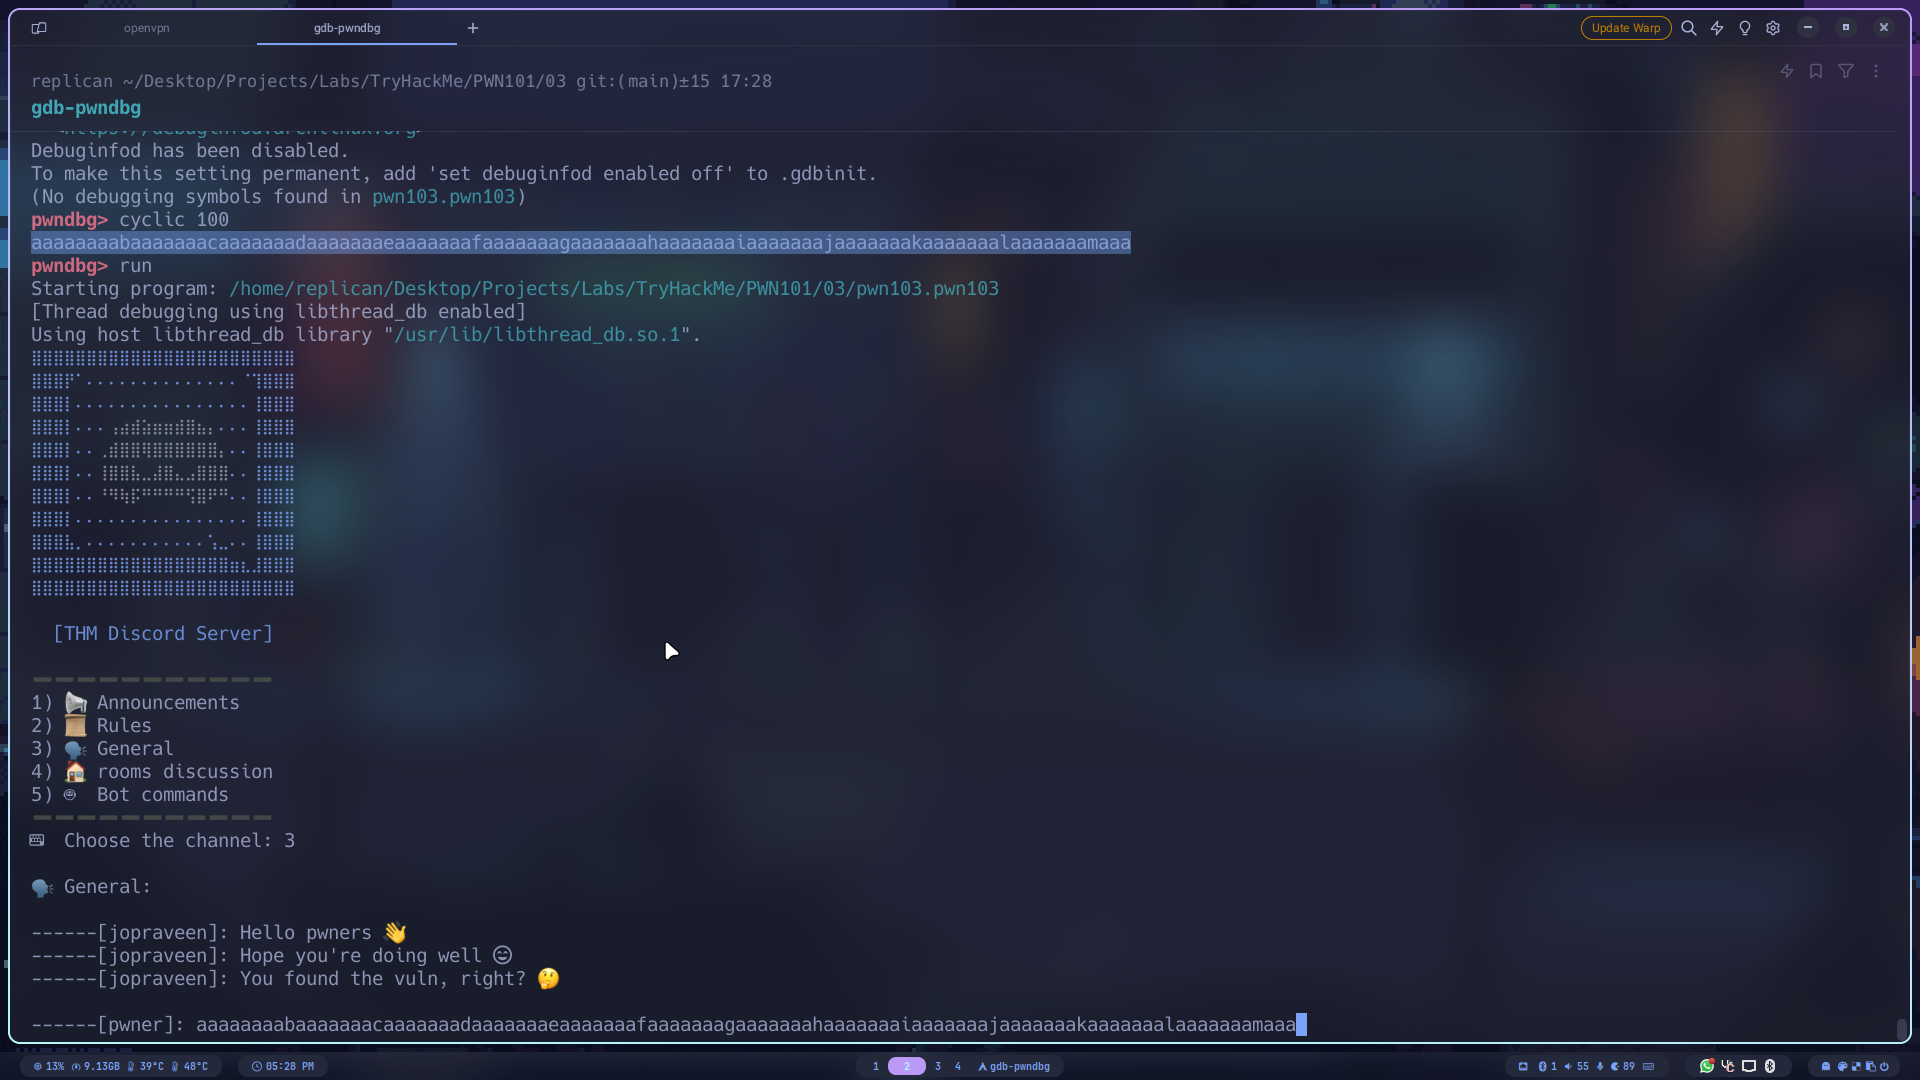 openvpn
gdb-pwndbg
Update Warp
replican ~/Desktop/Projects/Labs/TryHackMe/PWN101/03 git:(main)±15 17:28
gdb-pwndbg
<https://debuginfod.archlinux.org>
Debuginfod has been disabled.
To make this setting permanent, add 'set debuginfod enabled off' to .gdbinit.
(No debugging symbols found in pwn103.pwn103)
pwndbg> cyclic 100
aaaaaaaabaaaaaaacaaaaaaadaaaaaaaeaaaaaaafaaaaaaagaaaaaaahaaaaaaaiaaaaaaajaaaaaaakaaaaaaalaaaaaaamaaa
pwndbg> run
Starting program: /home/replican/Desktop/Projects/Labs/TryHackMe/PWN101/03/pwn103.pwn103
[Thread debugging using libthread_db enabled]
Using host libthread_db library "/usr/lib/libthread_db.so.1".
[THM Discord Server]
1) 📢 Announcements
2) 📜 Rules
3) 🗣 General
4) 🏠 rooms discussion
5) 🤖 Bot commands
⌨ Choose the channel: 3
🗣 General:
------[jopraveen]: Hello pwners 👋
------[jopraveen]: Hope you're doing well 😄
------[jopraveen]: You found the vuln, right? 🤔
------[pwner]: aaaaaaaabaaaaaaacaaaaaaadaaaaaaaeaaaaaaafaaaaaaagaaaaaaahaaaaaaaiaaaaaaajaaaaaaakaaaaaaalaaaaaaamaaa
13% 9.13GB 39°C 48°C 05:28 PM 1 2 3 4 gdb-pwndbg 1 55 89